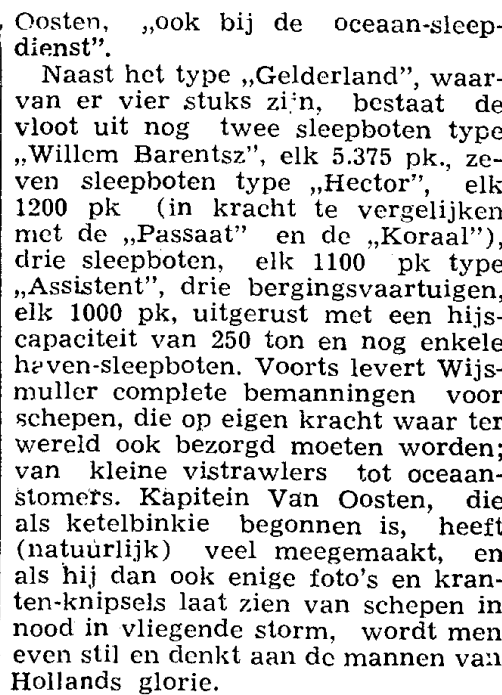 Oosten, „ook bij de oceaan-sleep-
dienst”.
Naast het type „Gelderland”, waar-
van er vier stuks zijn, bestaat de
vloot uit nog twee sleepboten type
„Willem Barentsz”, elk 5.375 pk., ze-
ven sleepboten type „Hector”, elk
1200 pk (in kracht te vergelijken
met de „Passaat” en de „Koraal”),
drie sleepboten, elk 1100 pk type
„Assistent”, drie bergingsvaartuigen,
elk 1000 pk, uitgerust met een hijs-
capaciteit van 250 ton en nog enkele
haven-sleepboten. Voorts levert Wijs-
muller complete bemanningen voor
schepen, die op eigen kracht waar ter
wereld ook bezorgd moeten worden;
van kleine vistrawlers tot oceaan-
stomers. Kapitein Van Oosten, die
als ketelbinkie begonnen is, heeft
(natuurlijk) veel meegemaakt, en
als hij dan ook enige foto's en kran-
ten-knipsels laat zien van schepen in
nood in vliegende storm, wordt men
even stil en denkt aan de mannen van
Hollands glorie.